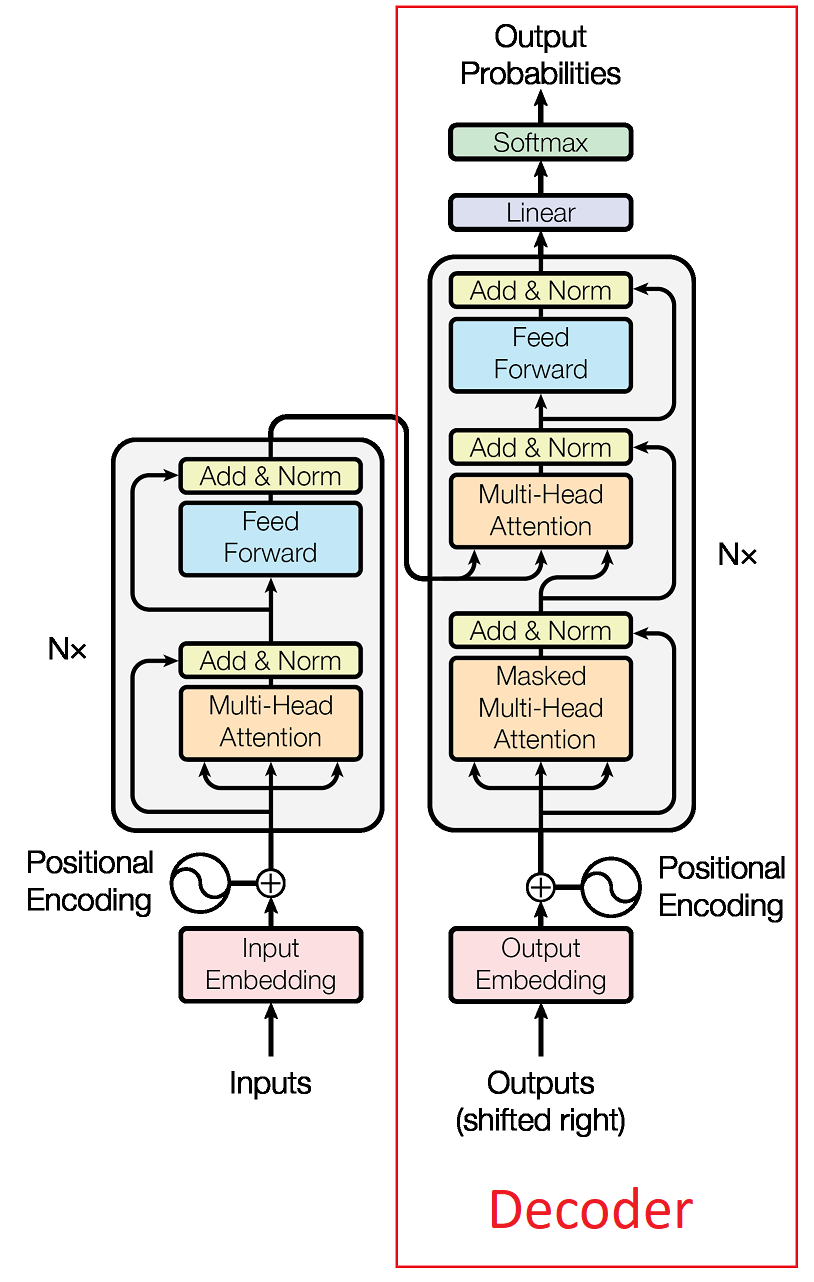 Output
Probabilities
Softmax
Linear
Add & Norm
Feed
Forward
Add & Norm
Multi-Head
Attention
Nx
Add & Norm
Masked
Multi-Head
Attention
Positional
Encoding
Output
Embedding
Outputs
(shifted right)
Add & Norm
Feed
Forward
Nx
Add & Norm
Multi-Head
Attention
Positional
Encoding
Input
Embedding
Inputs
Decoder